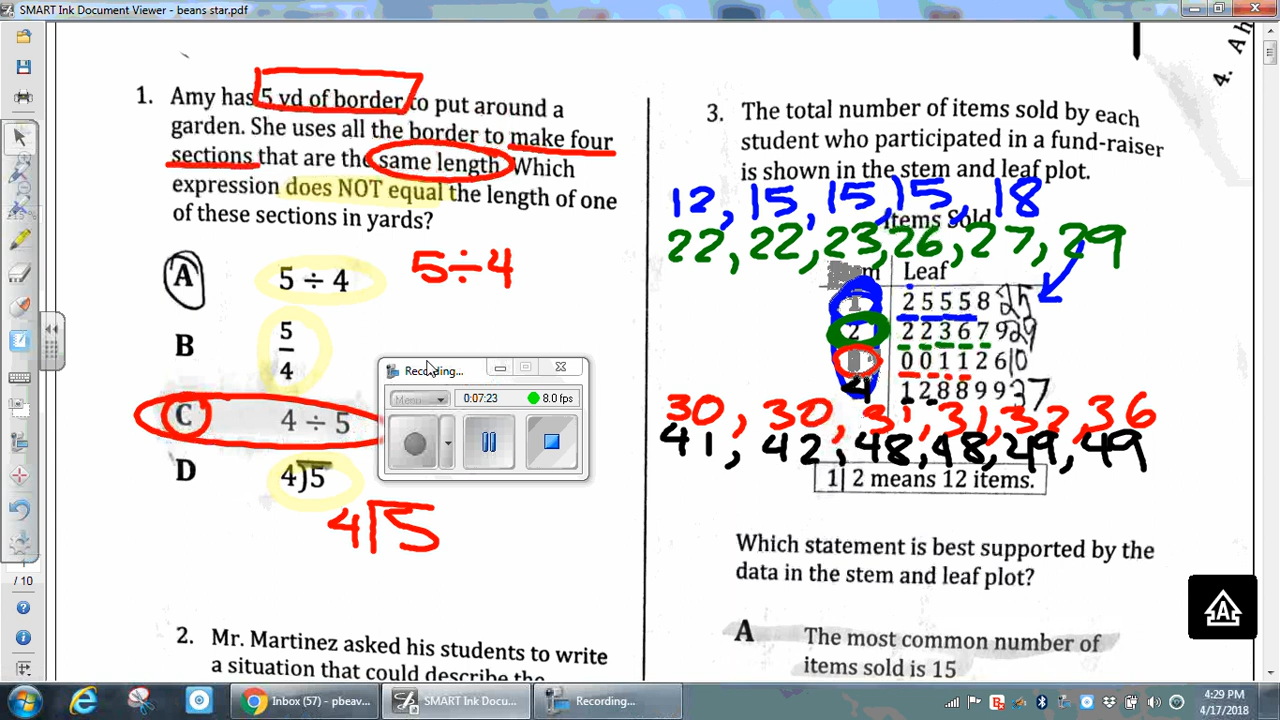 SMART Ink Document Viewer - beans star.pdf
1. Amy has 5 yd of border to put around a
garden. She uses all the border to make four
sections that are the same length. Which
expression does NOT equal the length of one
of these sections in yards?
5÷4
A 5 ÷ 4
B 5
4
C 4 ÷ 5
D 4)5
4)5
2. Mr. Martinez asked his students to write
a situation that could describe the
Recording...
Menu
0:07:23
8.0 fps
4. A h
3. The total number of items sold by each
student who participated in a fund-raiser
is shown in the stem and leaf plot.
12, 15, 15, 15, 18
Items Sold
22, 22, 23, 26, 27, 29
Leaf
1 2 5 5 5 8
2 2 2 3 6 7 9
0 0 1 1 2 6
4 1 2 8 8 9 9
30, 30, 31, 31, 32, 36
41, 42, 48, 48, 49, 49
1| 2 means 12 items.
Which statement is best supported by the
data in the stem and leaf plot?
A The most common number of
items sold is 15
/ 10
Inbox (57) - pbeav...
SMART Ink Docu...
Recording...
4:29 PM
4/17/2018